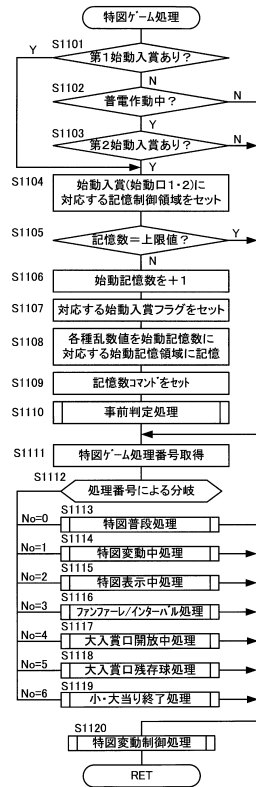 特図ゲーム処理
S1101
Y
第1始動入賞あり?
N
S1102
普電作動中?
N
Y
S1103
第2始動入賞あり?
N
Y
S1104
始動入賞(始動口1・2)に
対応する記憶制御領域をセット
S1105
記憶数=上限値?
Y
N
S1106
始動記憶数を+1
S1107
対応する始動入賞フラグをセット
S1108
各種乱数値を始動記憶数に
対応する始動記憶領域に記憶
S1109
記憶数コマンドをセット
S1110
事前判定処理
S1111
特図ゲーム処理番号取得
S1112
処理番号による分岐
No=0
S1113
特図普段処理
No=1
S1114
特図変動中処理
No=2
S1115
特図表示中処理
No=3
S1116
ファンファーレ/インターバル処理
No=4
S1117
大入賞口開放中処理
No=5
S1118
大入賞口残存球処理
No=6
S1119
小・大当り終了処理
S1120
特図変動制御処理
RET